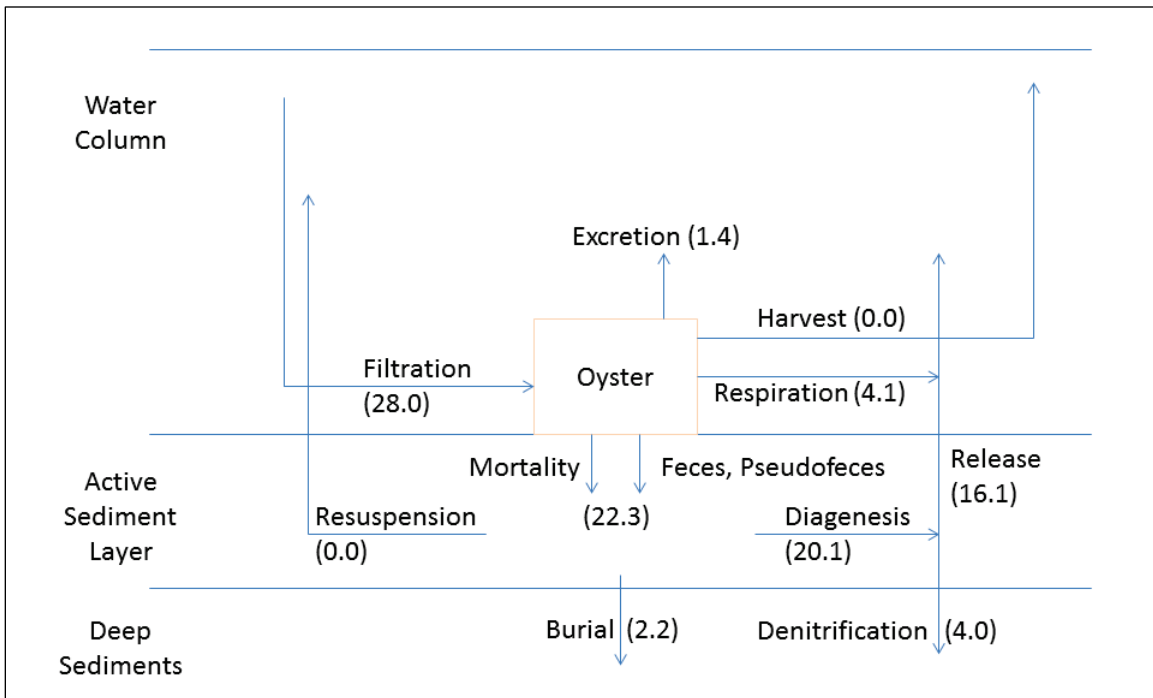 Water
Column
Excretion (1.4)
Harvest (0.0)
Filtration
(28.0)
Oyster
Respiration (4.1)
Active
Sediment
Layer
Mortality
Feces, Pseudofeces
(22.3)
Release
(16.1)
Resuspension
(0.0)
Diagenesis
(20.1)
Deep
Sediments
Burial (2.2)
Denitrification (4.0)